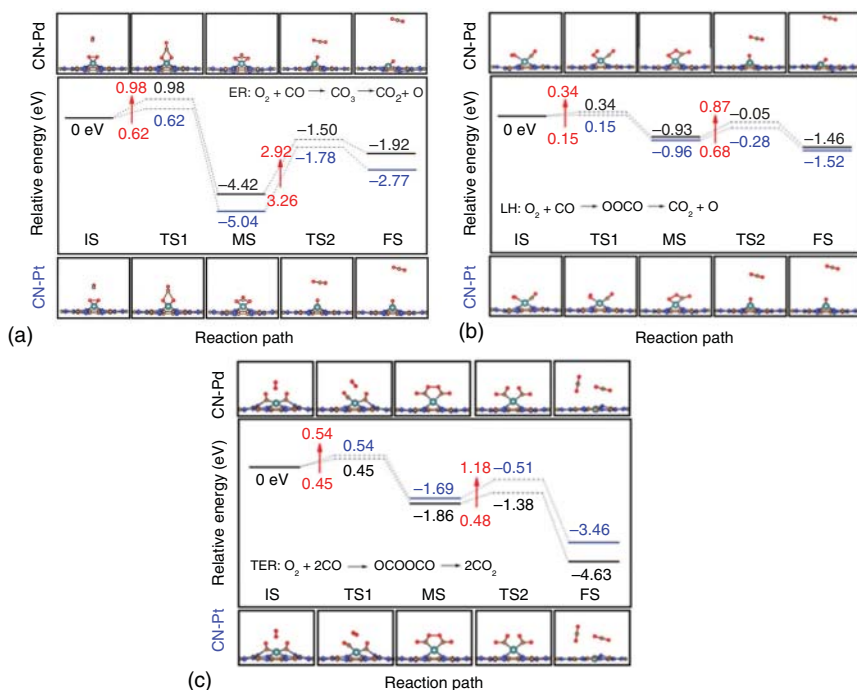 CN-Pd
Relative energy (eV)
ER: O2 + CO → CO3 → CO2 + O
0 eV
0.98
0.98
0.62
0.62
−4.42
−5.04
2.92
3.26
−1.50
−1.78
−1.92
−2.77
IS TS1 MS TS2 FS
CN-Pt
(a)
Reaction path
CN-Pd
Relative energy (eV)
0 eV
0.34
0.34
0.15
0.15
−0.93
−0.96
0.87
0.68
−0.05
−0.28
−1.46
−1.52
LH: O2 + CO → OOCO → CO2 + O
IS TS1 MS TS2 FS
CN-Pt
(b)
Reaction path
CN-Pd
Relative energy (eV)
0 eV
0.54
0.54
0.45
0.45
−1.69
−1.86
1.18
0.48
−0.51
−1.38
−3.46
−4.63
TER: O2 + 2CO → OCOOCO → 2CO2
IS TS1 MS TS2 FS
CN-Pt
(c)
Reaction path